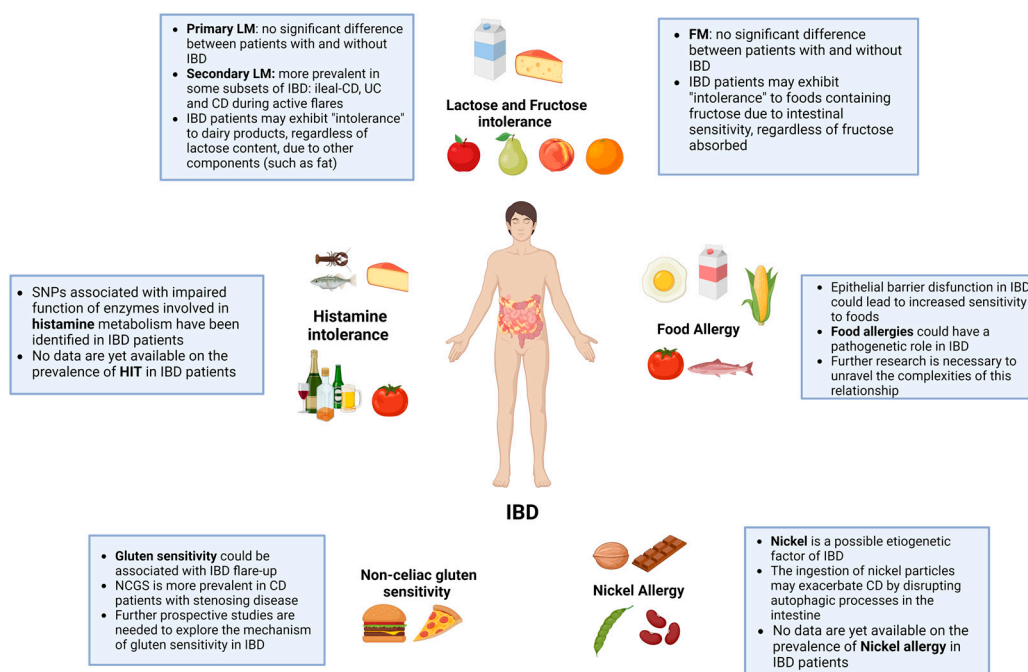 • Primary LM: no significant difference
between patients with and without
IBD
• Secondary LM: more prevalent in
some subsets of IBD: ileal-CD, UC
and CD during active flares
• IBD patients may exhibit "intolerance"
to dairy products, regardless of
lactose content, due to other
components (such as fat)
Lactose and Fructose
intolerance
• FM: no significant difference
between patients with and without
IBD
• IBD patients may exhibit
"intolerance" to foods containing
fructose due to intestinal
sensitivity, regardless of fructose
absorbed
• SNPs associated with impaired
function of enzymes involved in
histamine metabolism have been
identified in IBD patients
• No data are yet available on the
prevalence of HIT in IBD patients
Histamine
intolerance
Food Allergy
• Epithelial barrier disfunction in IBD
could lead to increased sensitivity
to foods
• Food allergies could have a
pathogenetic role in IBD
• Further research is necessary to
unravel the complexities of this
relationship
IBD
• Gluten sensitivity could be
associated with IBD flare-up
• NCGS is more prevalent in CD
patients with stenosing disease
• Further prospective studies are
needed to explore the mechanism
of gluten sensitivity in IBD
Non-celiac gluten
sensitivity
Nickel Allergy
• Nickel is a possible etiogenetic
factor of IBD
• The ingestion of nickel particles
may exacerbate CD by disrupting
autophagic processes in the
intestine
• No data are yet available on the
prevalence of Nickel allergy in
IBD patients